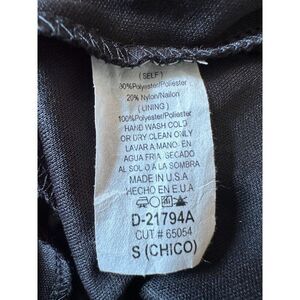 (SELF)
80%Polyester/Poliester
20% Nylon/Nailon
(LINING)
100%Polyester/Poliester
HAND WASH COLD
OR DRY CLEAN ONLY
LAVAR A MANO EN
AGUA FRIA SECADO
AL SOL O A LA SOMBRA
MADE IN U.S.A
HECHO EN E.U.A
D-21794A
CUT # 65054
S (CHICO)